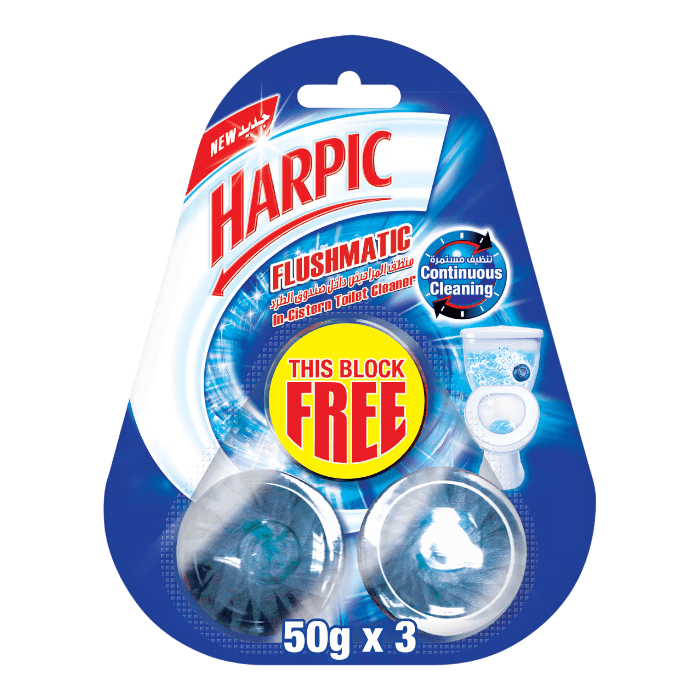 NEW جديد
HARPIC
FLUSHMATIC
منظف المراحيض داخل صندوق الطرد
In-Cistern Toilet Cleaner
تنظيف مستمرة
Continuous
Cleaning
THIS BLOCK
FREE
50g x 3